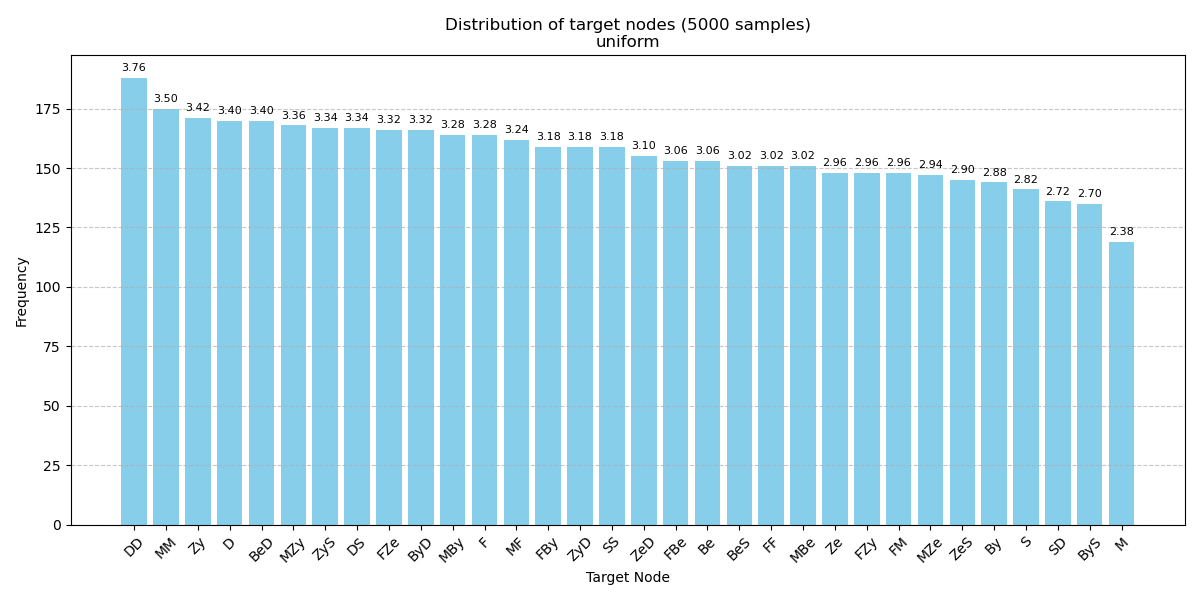 Distribution of target nodes (5000 samples)
uniform
3.76 3.50 3.42 3.40 3.40 3.36 3.34 3.34 3.32 3.32 3.28 3.28 3.24 3.18 3.18 3.18 3.10 3.06 3.06 3.02 3.02 3.02 2.96 2.96 2.96 2.94 2.90 2.88 2.82 2.72 2.70 2.38
175
150
125
100
75
50
25
0
Frequency
DD MM Zy D BeD MZy ZyS DS FZe ByD MBy F MF FBy ZyD SS ZeD FBe Be BeS FF MBe Ze FZy FM MZe ZeS By S SD ByS M
Target Node